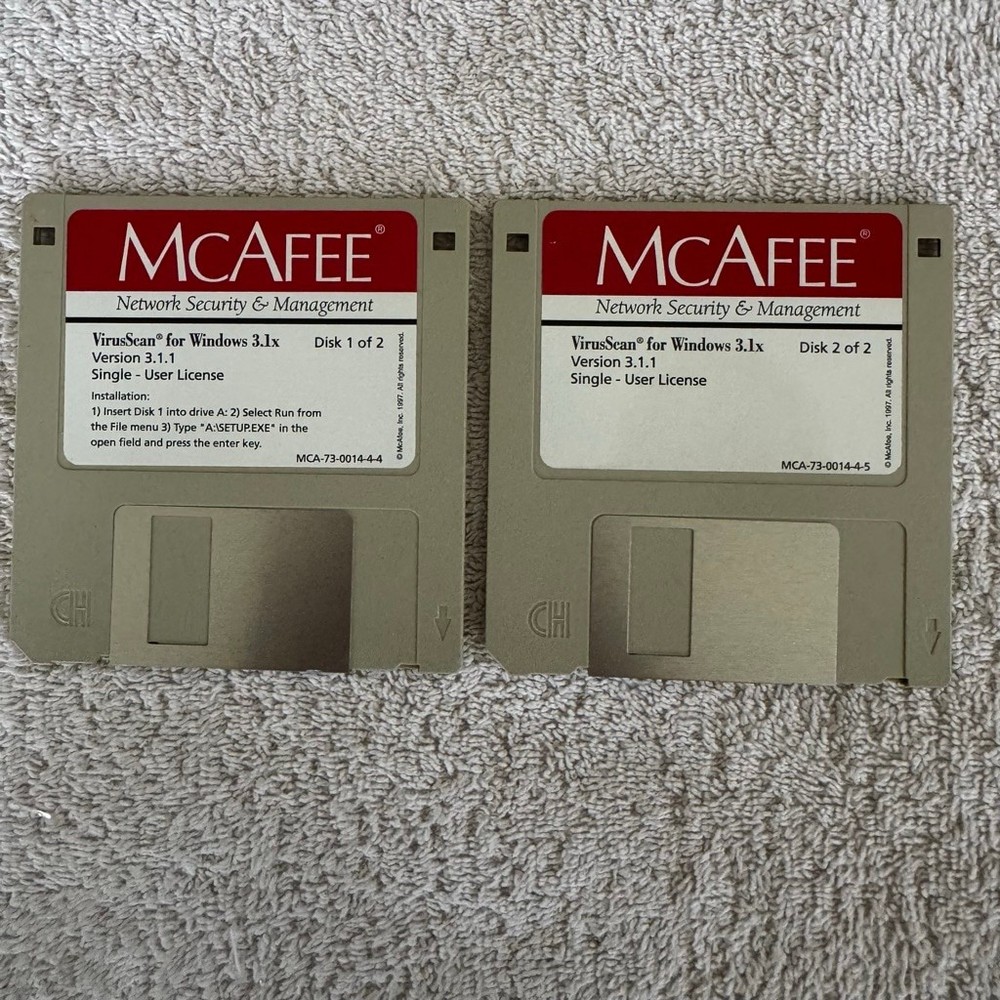 McAFEE®
Network Security & Management
VirusScan® for Windows 3.1x Disk 1 of 2
Version 3.1.1
Single - User License
Installation:
1) Insert Disk 1 into drive A: 2) Select Run from
the File menu 3) Type "A:\SETUP.EXE" in the
open field and press the enter key.
MCA-73-0014-4-4
© McAfee, Inc. 1997. All rights reserved.
CH
McAFEE®
Network Security & Management
VirusScan® for Windows 3.1x Disk 2 of 2
Version 3.1.1
Single - User License
MCA-73-0014-4-5
© McAfee, Inc. 1997. All rights reserved.
CH